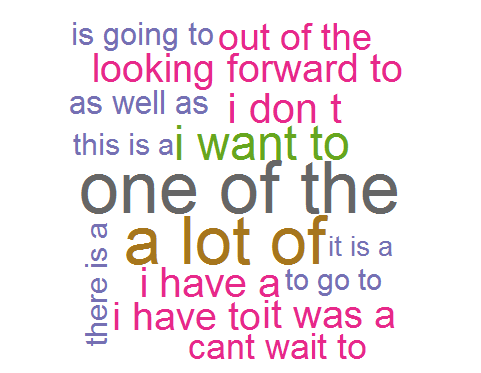 is going to
out of the
looking forward to
as well as
i don t
this is a
i want to
one of the
a lot of
it is a
there is a
i have a
to go to
i have to
it was a
cant wait to